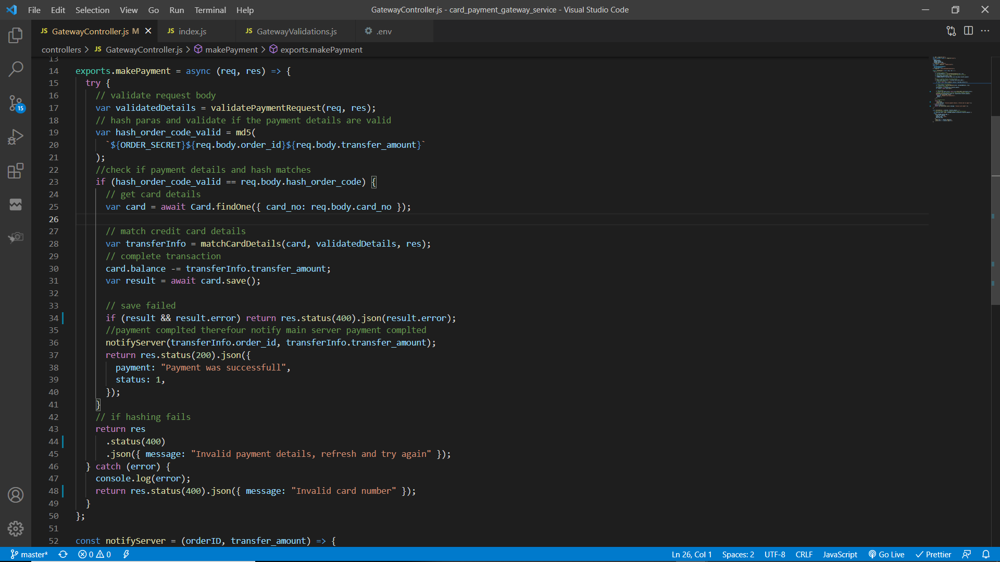 File Edit Selection View Go Run Terminal Help GatewayController.js - card_payment_gateway_service - Visual Studio Code
JS GatewayController.js M JS index.js JS GatewayValidations.js .env
controllers > JS GatewayController.js > makePayment > exports.makePayment
15
13
14 exports.makePayment = async (req, res) => {
15 try {
16 // validate request body
17 var validatedDetails = validatePaymentRequest(req, res);
18 // hash paras and validate if the payment details are valid
19 var hash_order_code_valid = md5(
20 `${ORDER_SECRET}${req.body.order_id}${req.body.transfer_amount}`
21 );
22 //check if payment details and hash matches
23 if (hash_order_code_valid == req.body.hash_order_code) {
24 // get card details
25 var card = await Card.findOne({ card_no: req.body.card_no });
26
27 // match credit card details
28 var transferInfo = matchCardDetails(card, validatedDetails, res);
29 // complete transaction
30 card.balance -= transferInfo.transfer_amount;
31 var result = await card.save();
32
33 // save failed
34 if (result && result.error) return res.status(400).json(result.error);
35 //payment complted therefour notify main server payment complted
36 notifyServer(transferInfo.order_id, transferInfo.transfer_amount);
37 return res.status(200).json({
38 payment: "Payment was successfull",
39 status: 1,
40 });
41 }
42 // if hashing fails
43 return res
44 .status(400)
45 .json({ message: "Invalid payment details, refresh and try again" });
46 } catch (error) {
47 console.log(error);
48 return res.status(400).json({ message: "Invalid card number" });
49 }
50 };
51
52 const notifyServer = (orderID, transfer_amount) => {
master* 0 0 Ln 26, Col 1 Spaces: 2 UTF-8 CRLF JavaScript Go Live Prettier